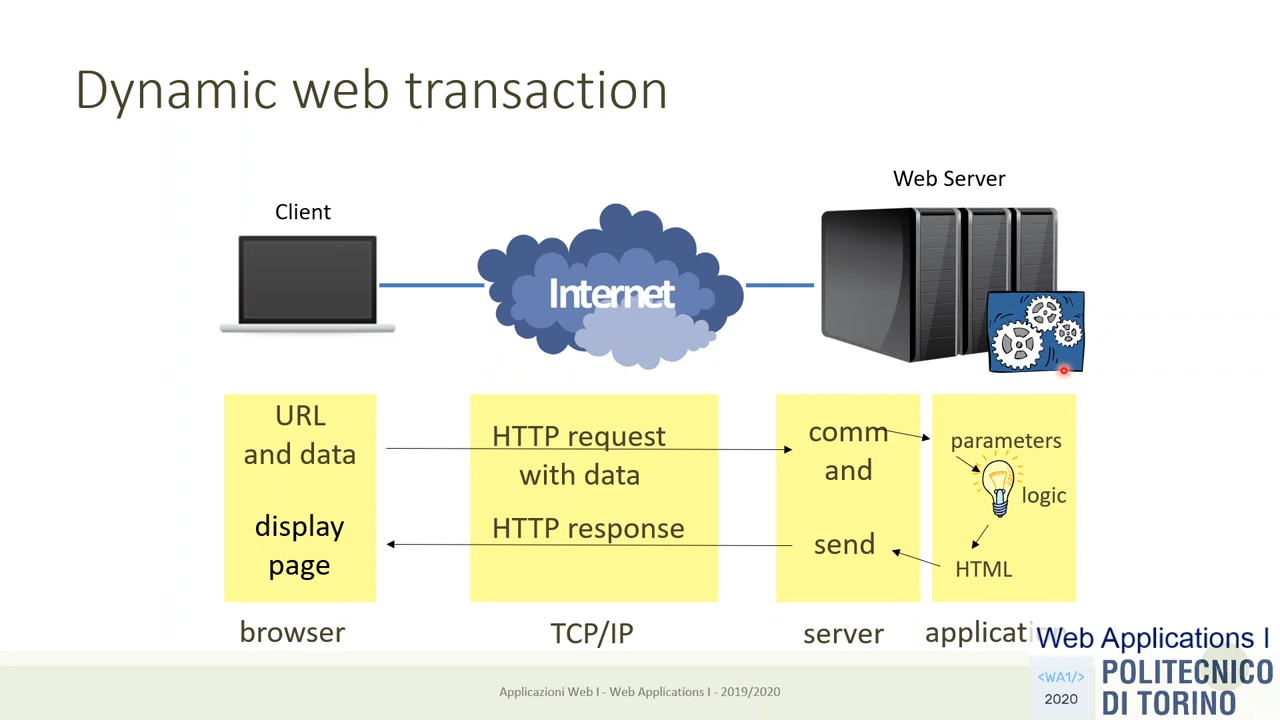 Dynamic web transaction
Web Server
Client
Internet
URL
and data
HTTP request
with data
comm
and
parameters
logic
display
page
HTTP response
send
HTML
browser
TCP/IP
server
Web Applications I
Applicazioni Web I - Web Applications I - 2019/2020
<WA1/>
2020
POLITECNICO
DI TORINO